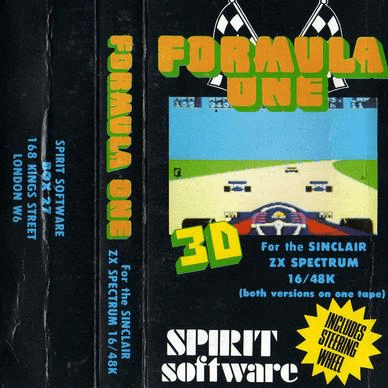 SPIRIT SOFTWARE
BOX 27
168 KINGS STREET
LONDON W6
FORMULA ONE
For the SINCLAIR
ZX SPECTRUM 16/48K
FORMULA
ONE
3D
For the SINCLAIR
ZX SPECTRUM
16/48K
(both versions on one tape)
INCLUDES
STEERING
WHEEL
SPIRIT
software